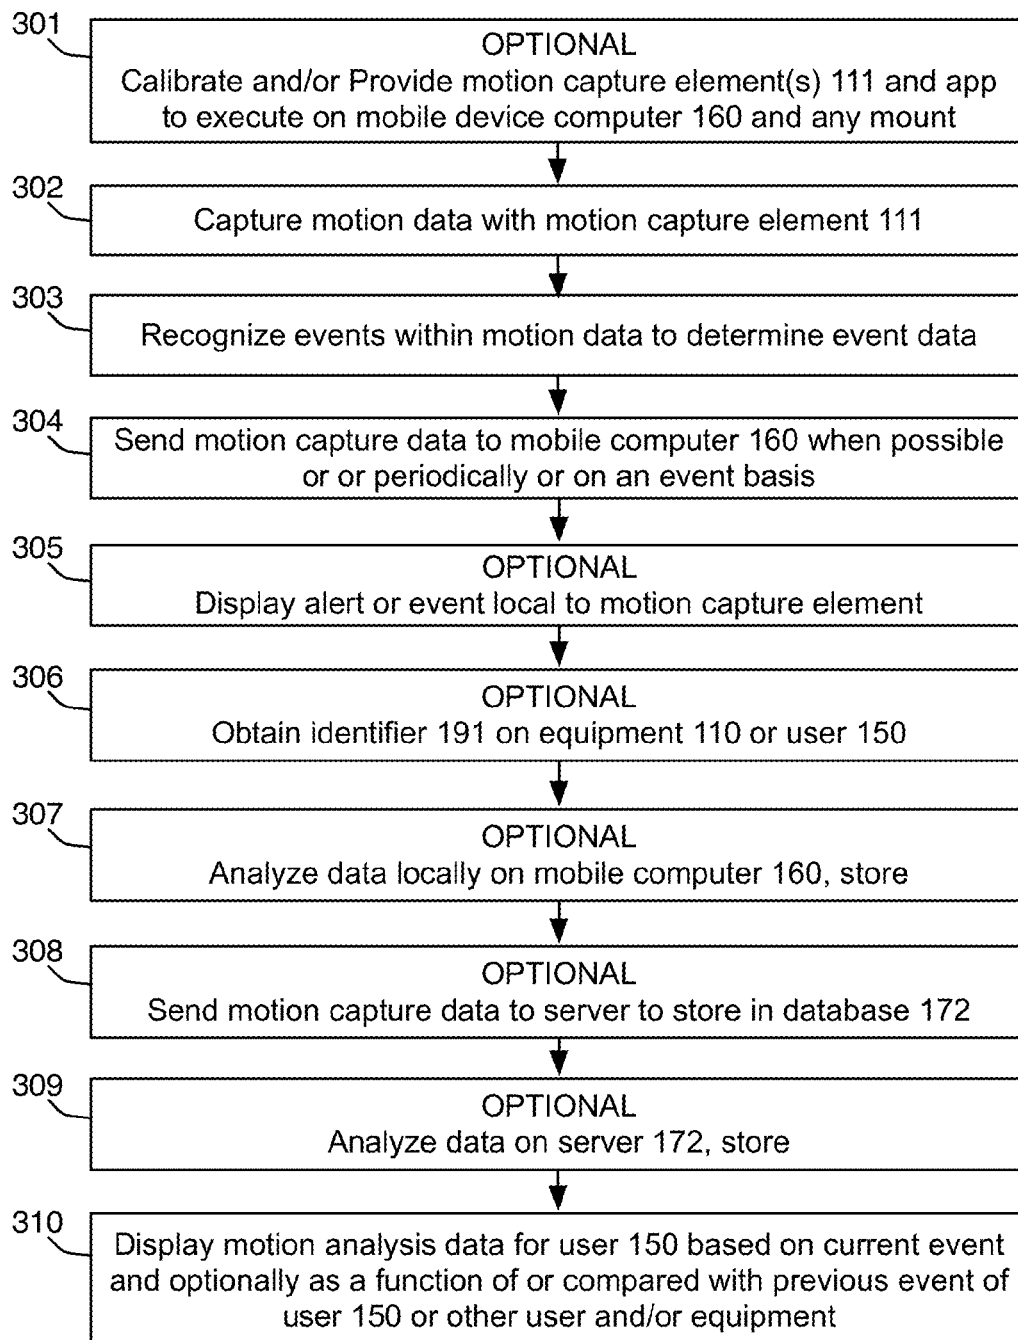 301
OPTIONAL
Calibrate and/or Provide motion capture element(s) 111 and app
to execute on mobile device computer 160 and any mount
302
Capture motion data with motion capture element 111
303
Recognize events within motion data to determine event data
304
Send motion capture data to mobile computer 160 when possible
or or periodically or on an event basis
305
OPTIONAL
Display alert or event local to motion capture element
306
OPTIONAL
Obtain identifier 191 on equipment 110 or user 150
307
OPTIONAL
Analyze data locally on mobile computer 160, store
308
OPTIONAL
Send motion capture data to server to store in database 172
309
OPTIONAL
Analyze data on server 172, store
310
Display motion analysis data for user 150 based on current event
and optionally as a function of or compared with previous event of
user 150 or other user and/or equipment